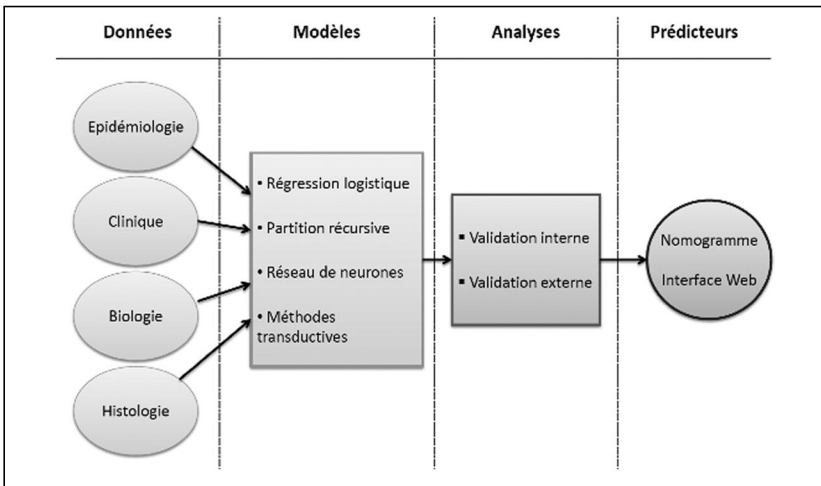 Données
Modèles
Analyses
Prédicteurs
Epidémiologie
Clinique
Biologie
Histologie
• Régression logistique
• Partition récursive
• Réseau de neurones
• Méthodes
transductives
▪ Validation interne
▪ Validation externe
Nomogramme
Interface Web